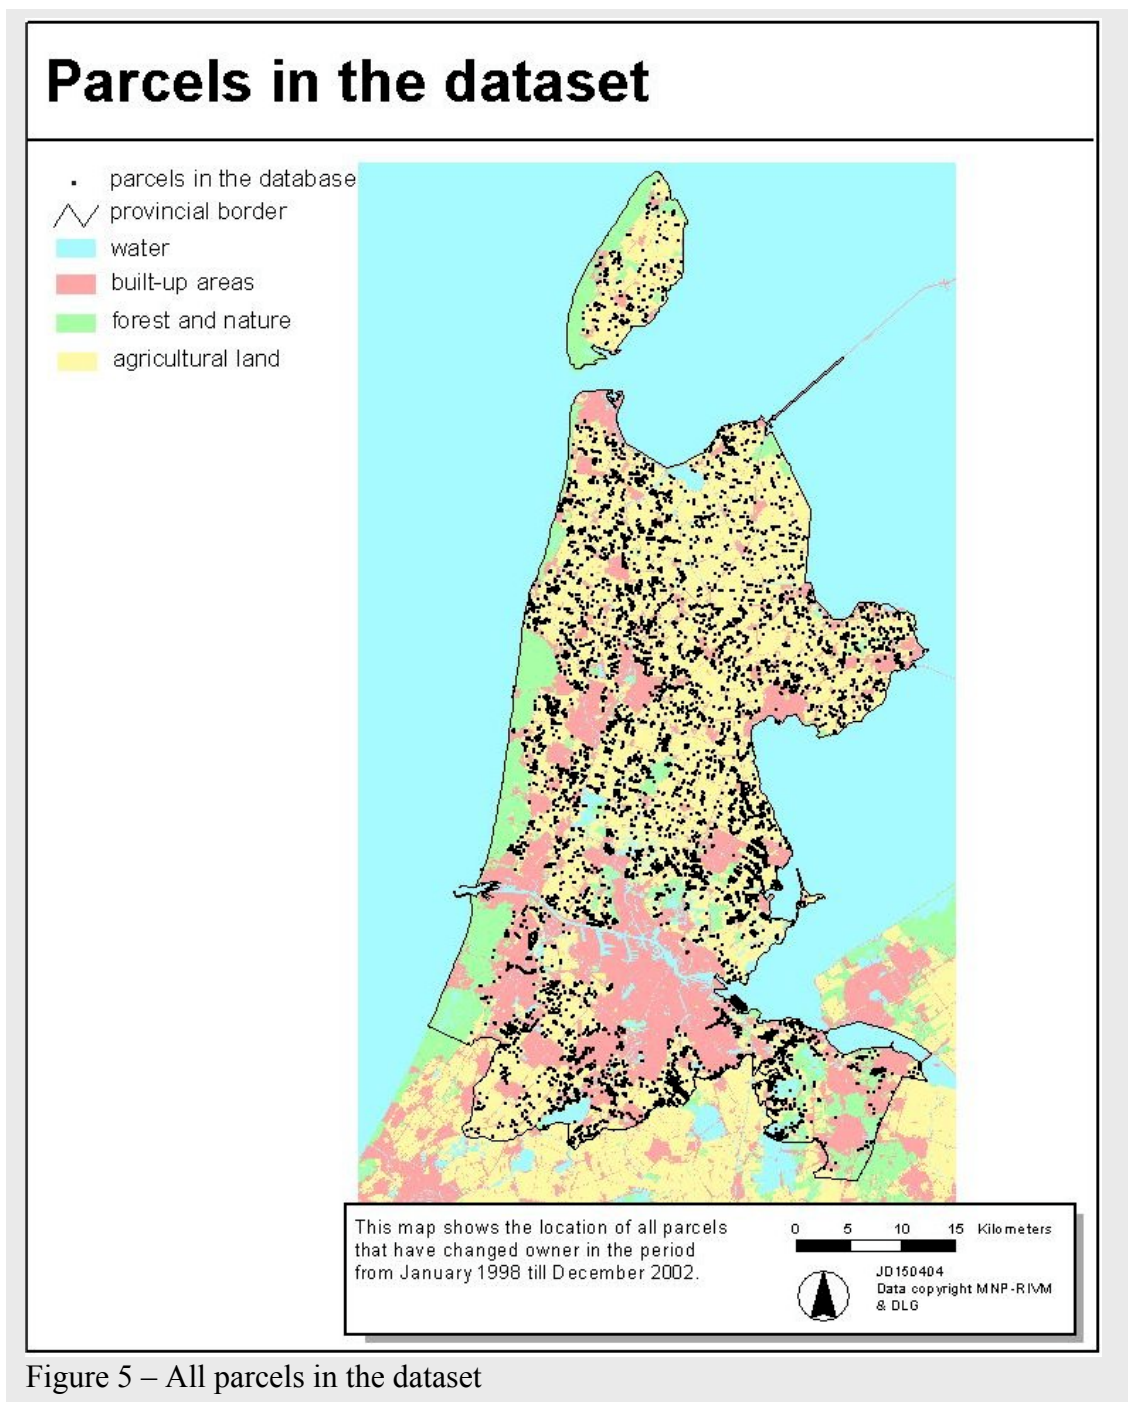 Parcels in the dataset
parcels in the database
provincial border
water
built-up areas
forest and nature
agricultural land
This map shows the location of all parcels
that have changed owner in the period
from January 1998 till December 2002.
0 5 10 15 Kilometers
JD150404
Data copyright MNP-RIVM
& DLG
Figure 5 – All parcels in the dataset